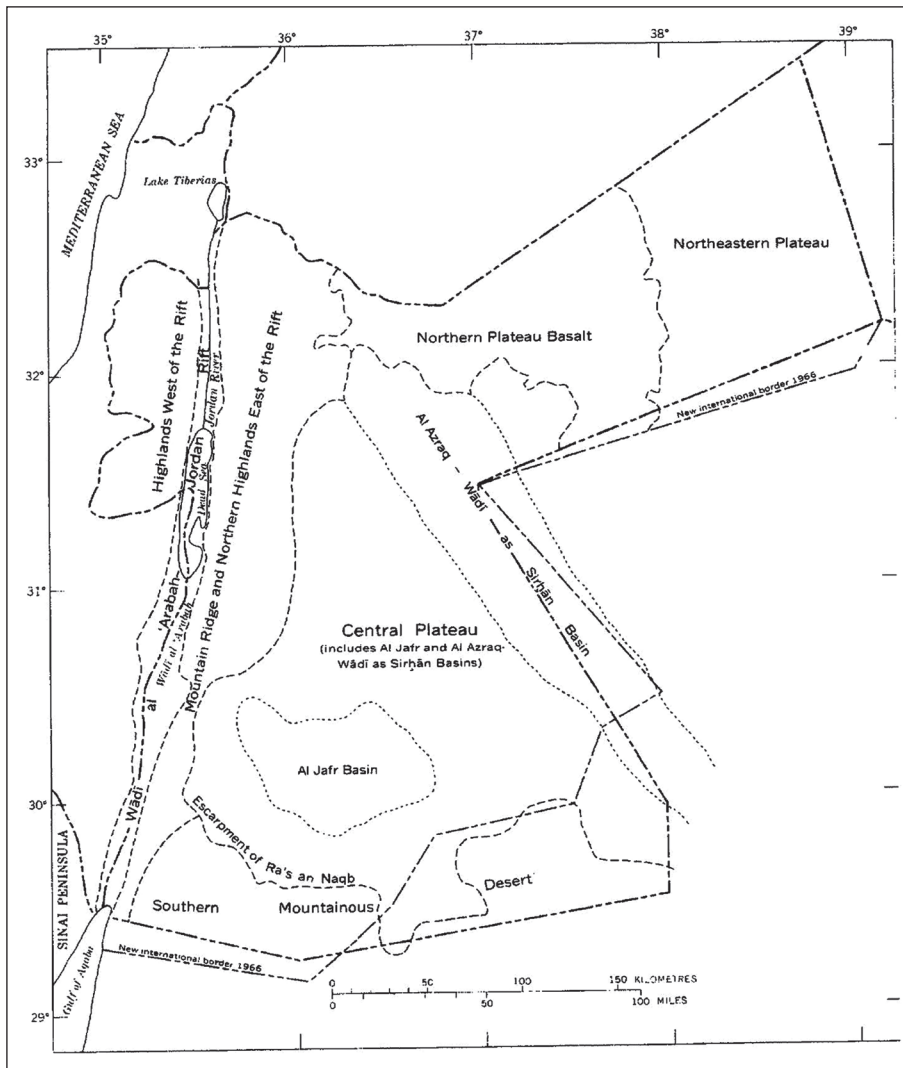 35°
36°
37°
38°
39°
33°
32°
31°
30°
29°
MEDITERRANEAN SEA
Lake Tiberias
Northeastern Plateau
Northern Plateau Basalt
New international border 1966
Highlands West of the Rift
Jordan Rift
Jordan River
Dead Sea
Mountain Ridge and Northern Highlands East of the Rift
Al Azraq – Wādī as Sirḥān Basin
Wādī al 'Arabah
Wādī al 'Arabah
Central Plateau
(includes Al Jafr and Al Azraq-
Wādī as Sirḥān Basins)
Al Jafr Basin
Escarpment of Ra's an Naqb
Southern Mountainous Desert
SINAI PENINSULA
Gulf of Aqaba
New international border 1966
0 50 100 150 KILOMETRES
0 50 100 MILES